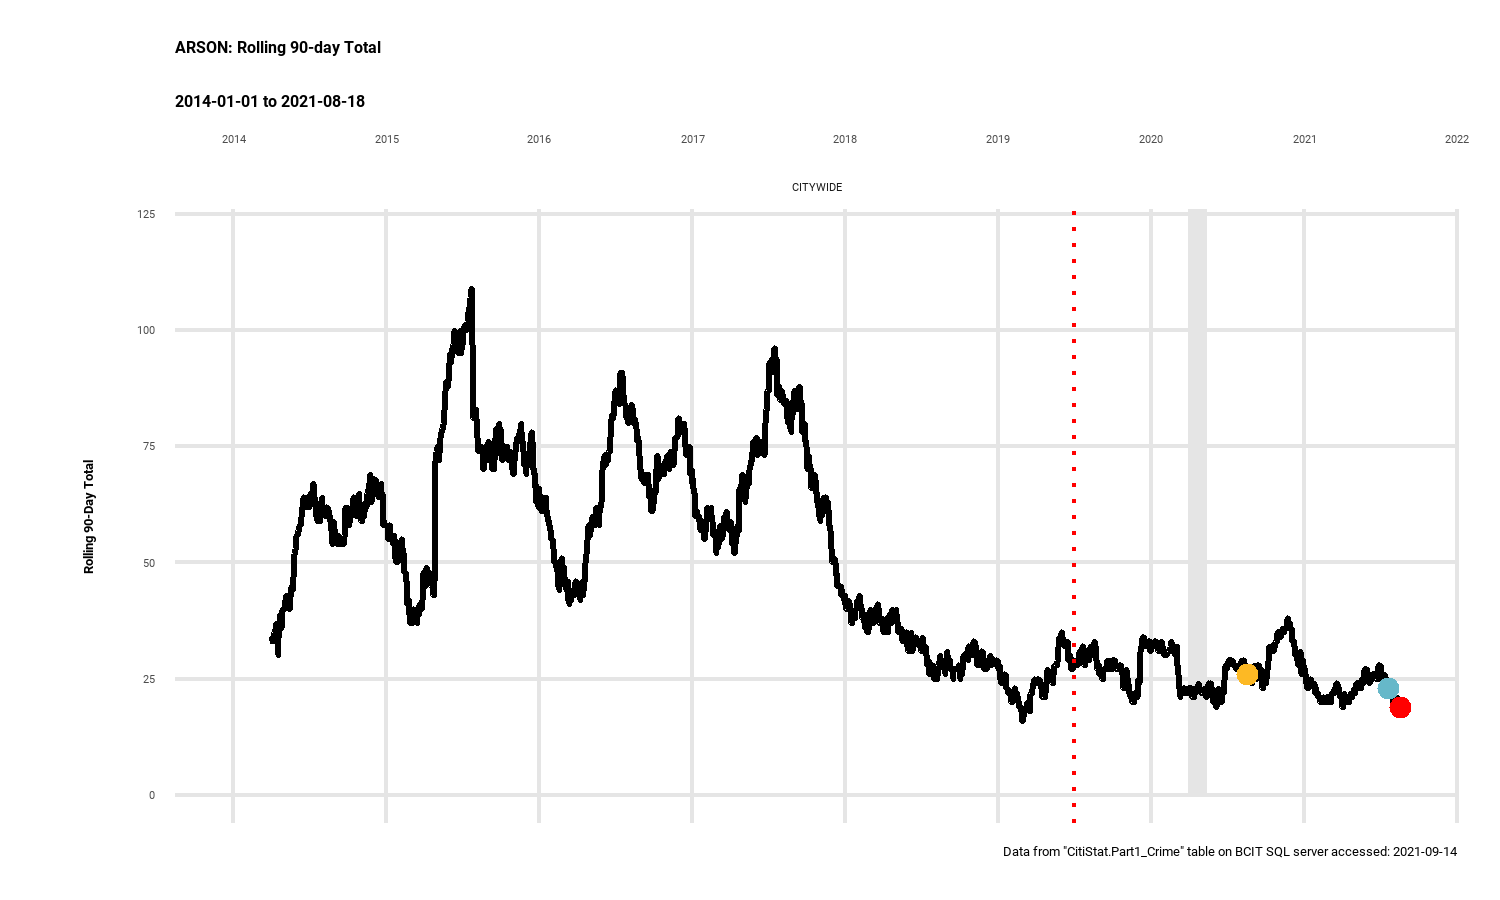 ARSON: Rolling 90-day Total
2014-01-01 to 2021-08-18
2014 2015 2016 2017 2018 2019 2020 2021 2022
CITYWIDE
125
100
75
50
25
0
Rolling 90-Day Total
Data from "CitiStat.Part1_Crime" table on BCIT SQL server accessed: 2021-09-14